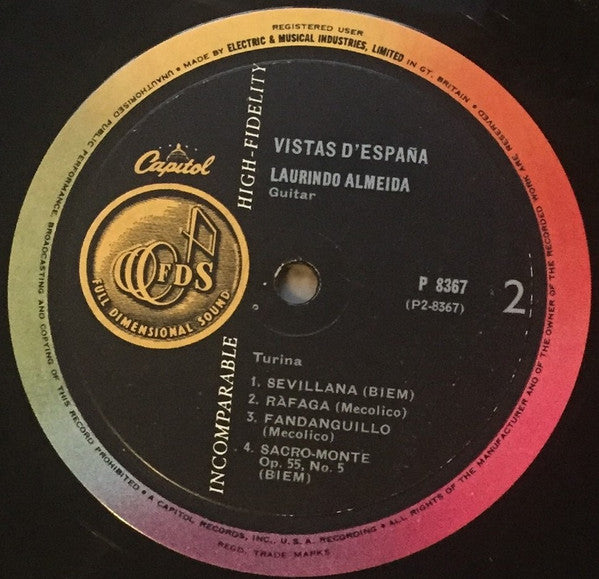 REGISTERED USER
UNAUTHORISED PUBLIC PERFORMANCE, BROADCASTING AND COPYING OF THIS RECORD PROHIBITED • A CAPITOL RECORDS, INC., U.S.A. RECORDING • ALL RIGHTS OF THE MANUFACTURER AND OF THE OWNER OF THE RECORDED WORK ARE RESERVED
• MADE BY ELECTRIC & MUSICAL INDUSTRIES, LIMITED IN GT. BRITAIN •
REGD. TRADE MARKS
Capitol
FDS
FULL DIMENSIONAL SOUND
INCOMPARABLE HIGH-FIDELITY
VISTAS D'ESPAÑA
LAURINDO ALMEIDA
Guitar
P 8367
(P2-8367)
2
Turina
1. SEVILLANA (BIEM)
2. RÀFAGA (Mecolico)
3. FANDANGUILLO
(Mecolico)
4. SACRO-MONTE
Op. 55, No. 5
(BIEM)